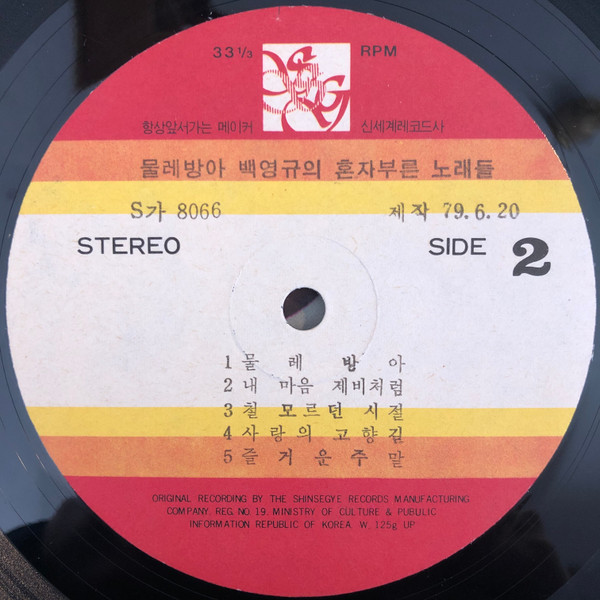 33 1/3 RPM
항상앞서가는 메이커 신세계레코드사
물레방아 백영규의 혼자부른 노래들
S가 8066 제작 79.6.20
STEREO SIDE 2
1 물 레 방 아
2 내 마음 제비처럼
3 철 모르던 시절
4 사랑의 고향길
5 즐거운주말
ORIGINAL RECORDING BY THE SHINSEGYE RECORDS MANUFACTURING
COMPANY. REG. NO. 19. MINISTRY OF CULTURE & PUBULIC
INFORMATION REPUBLIC OF KOREA. W. 125g UP